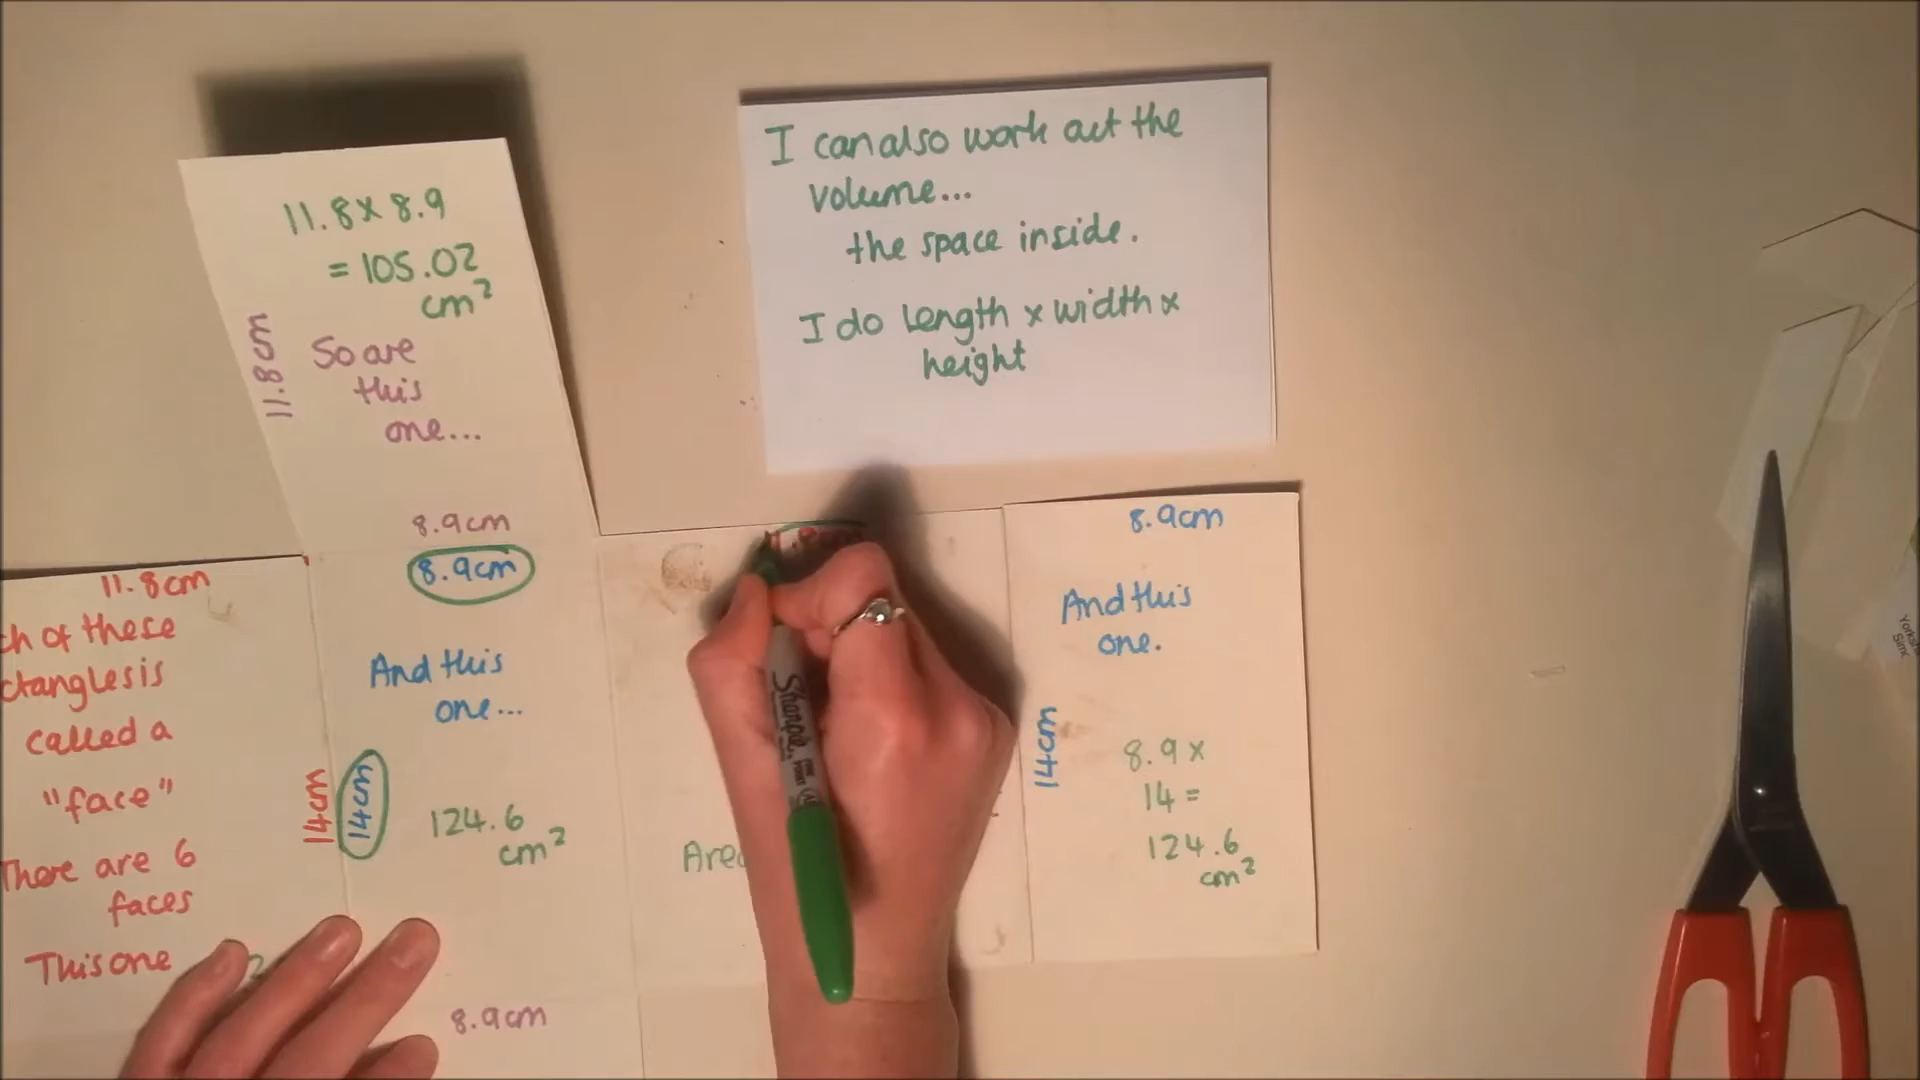 I can also work out the
volume...
the space inside.
I do length x width x
height
11.8 x 8.9
= 105.02
cm²
11.8cm
So are
this
one...
8.9cm
8.9cm
And this
one...
14cm
14cm
124.6
cm²
8.9cm
11.8cm
ch of these
ctangles is
called a
"face"
There are 6
faces
This one
Sharpie
8.9cm
And this
one.
14cm
8.9 x
14 =
124.6
cm²